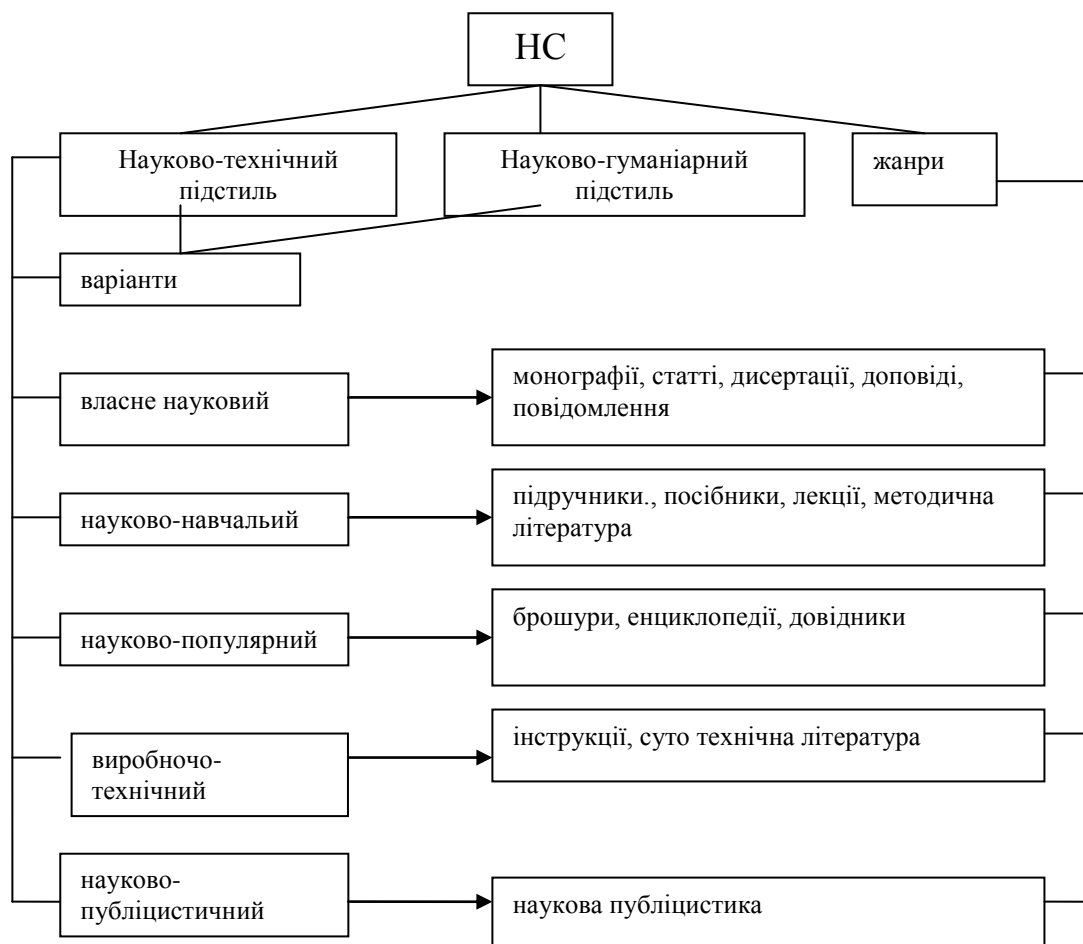 НС
Науково-технічний
підстиль
Науково-гуманіарний
підстиль
жанри
варіанти
власне науковий
монографії, статті, дисертації, доповіді,
повідомлення
науково-навчальий
підручники., посібники, лекції, методична
література
науково-популярний
брошури, енциклопедії, довідники
виробночо-
технічний
інструкції, суто технічна література
науково-
публіцистичний
наукова публіцистика